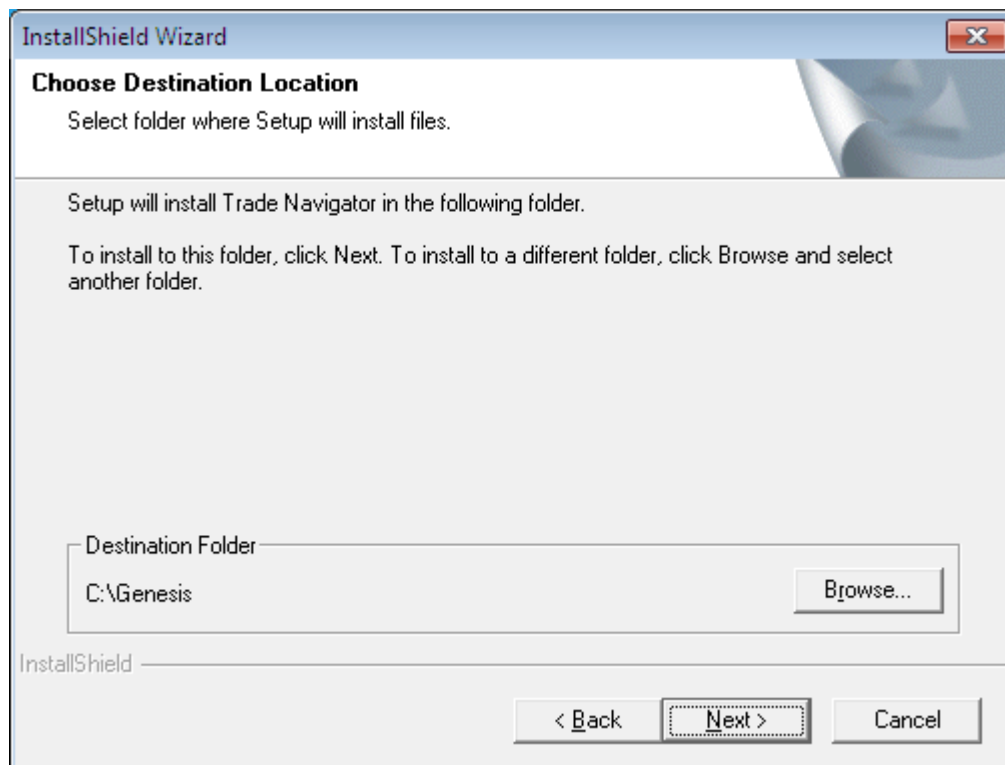 InstallShield Wizard
Choose Destination Location
Select folder where Setup will install files.
Setup will install Trade Navigator in the following folder.
To install to this folder, click Next. To install to a different folder, click Browse and select
another folder.
Destination Folder
C:\Genesis
Browse...
InstallShield
< Back
Next >
Cancel